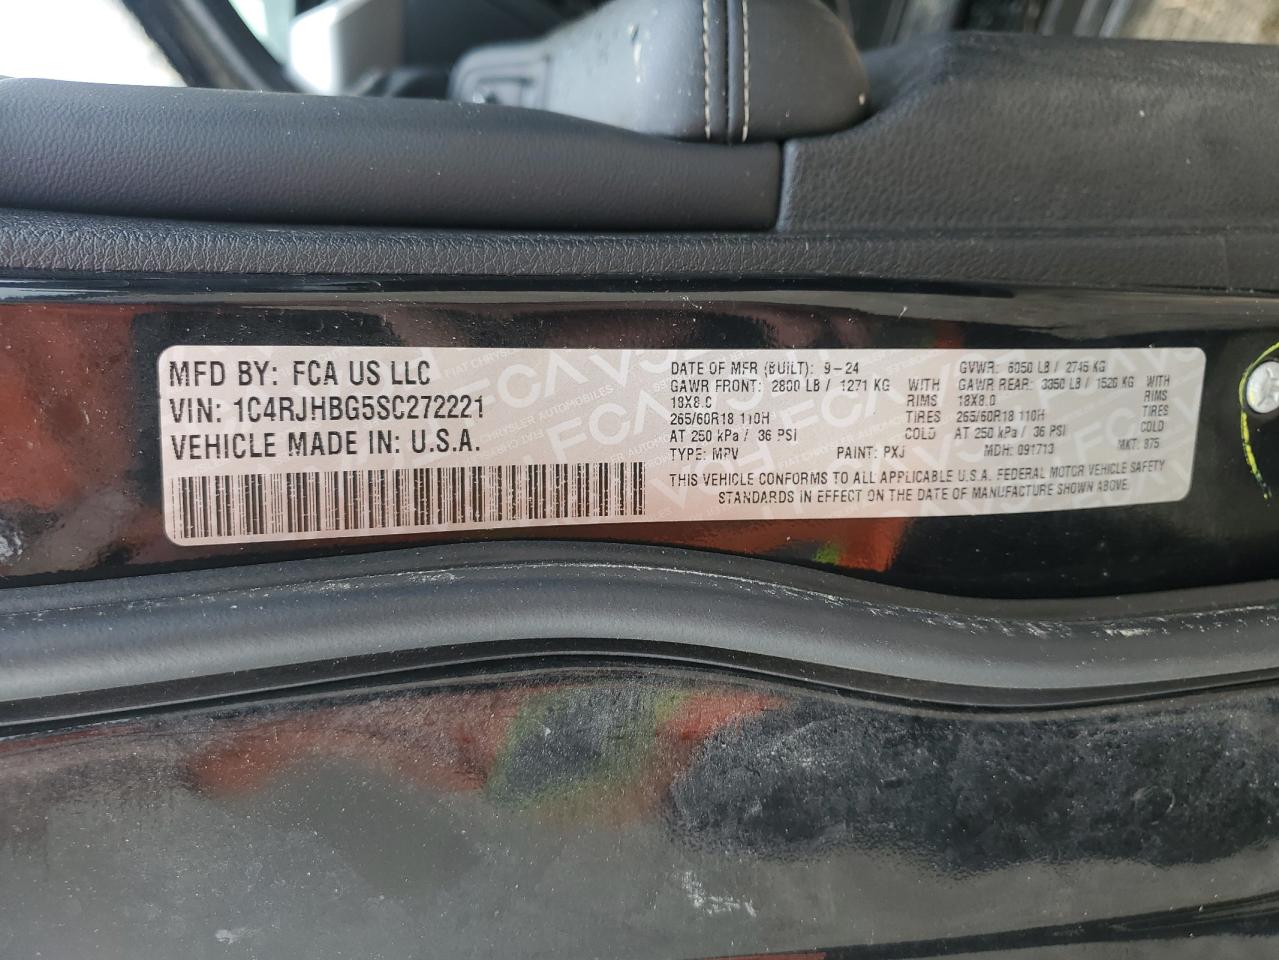 MFD BY: FCA US LLC
VIN: 1C4RJHBG5SC272221
VEHICLE MADE IN: U.S.A.
DATE OF MFR (BUILT): 9-24 GVWR: 6050 LB / 2745 KG
GAWR FRONT: 2800 LB / 1271 KG WITH GAWR REAR: 3350 LB / 1520 KG WITH
18X8.0 RIMS 18X8.0 RIMS
265/60R18 110H TIRES 265/60R18 110H TIRES
AT 250 kPa / 36 PSI COLD AT 250 kPa / 36 PSI COLD
TYPE: MPV PAINT: PXJ MDH: 091713 MKT: 875
THIS VEHICLE CONFORMS TO ALL APPLICABLE U.S.A. FEDERAL MOTOR VEHICLE SAFETY
STANDARDS IN EFFECT ON THE DATE OF MANUFACTURE SHOWN ABOVE.